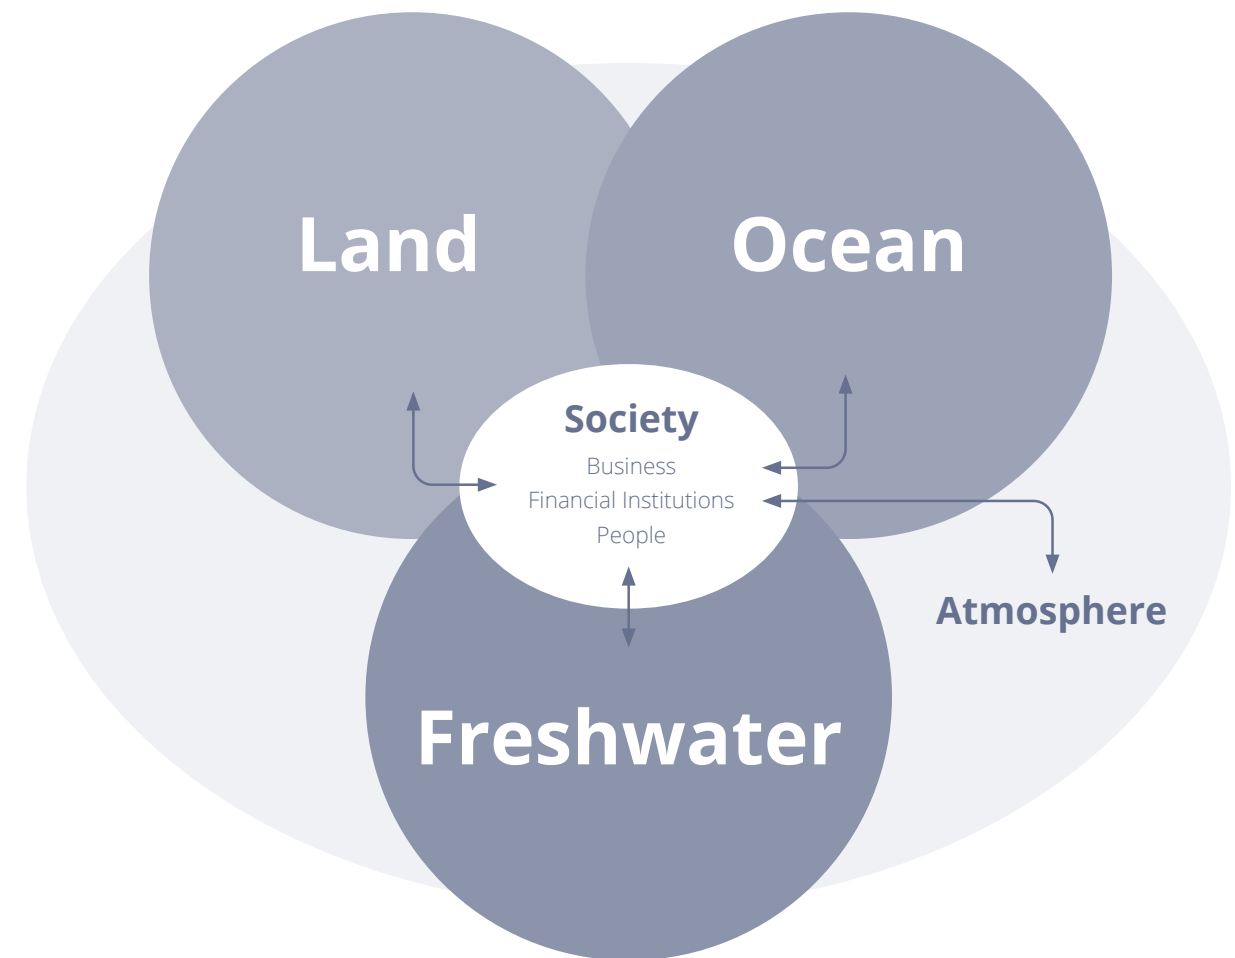 Land
Ocean
Society
Business
Financial Institutions
People
Atmosphere
Freshwater